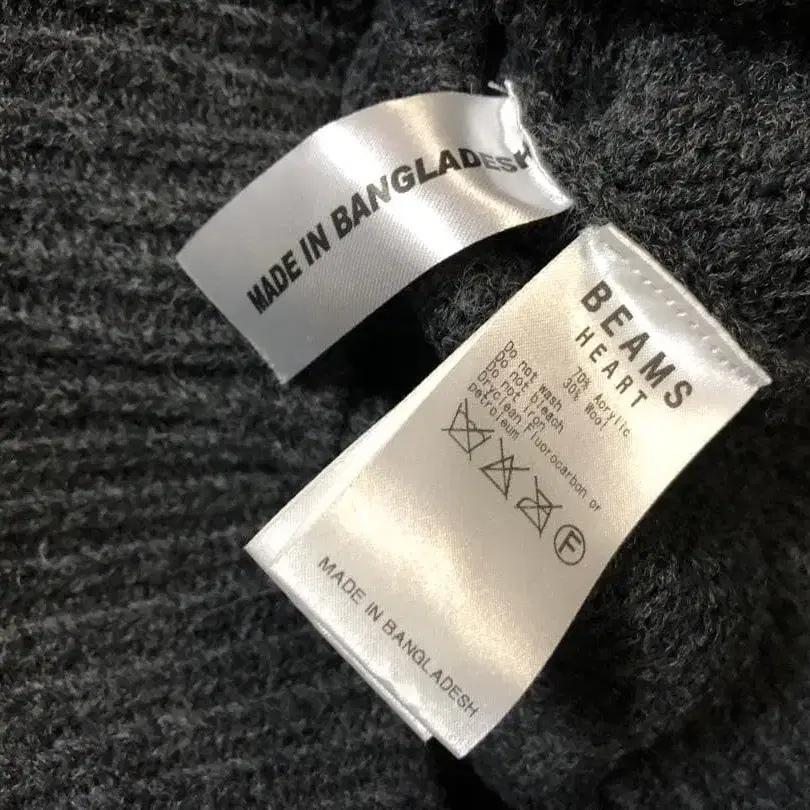 MADE IN BANGLADESH
BEAMS
HEART
70% Acrylic
30% Wool
Do not wash
Do not bleach
Do not iron
Dryclean Fluorocarbon or
petroleum
F
MADE IN BANGLADESH